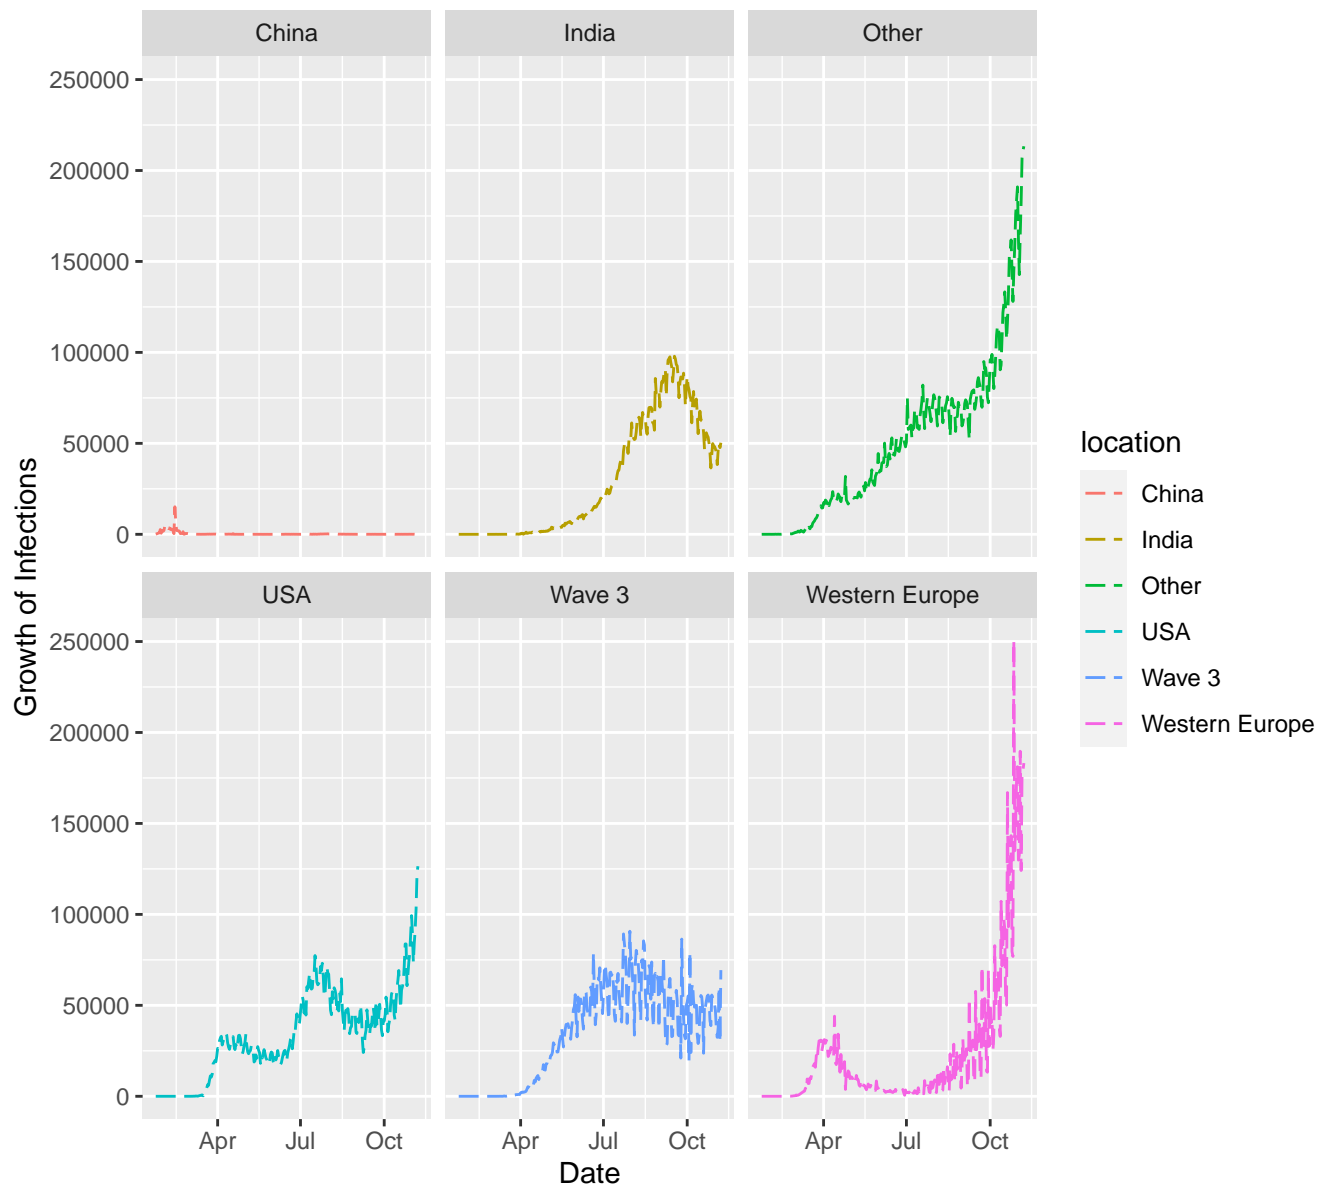 China India Other
250000
200000
150000
100000
50000
0
USA Wave 3 Western Europe
250000
200000
150000
100000
50000
0
Apr Jul Oct Apr Jul Oct Apr Jul Oct
Date
Growth of Infections
location
China
India
Other
USA
Wave 3
Western Europe